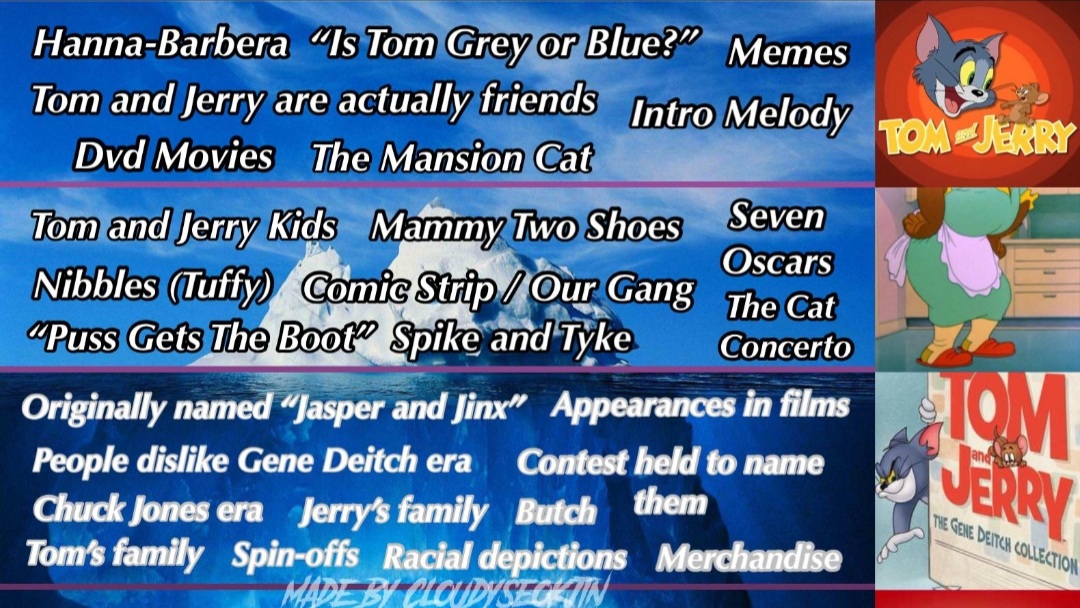 Hanna-Barbera "Is Tom Grey or Blue?" Memes
Tom and Jerry are actually friends Intro Melody
Dvd Movies The Mansion Cat
TOM and JERRY
Tom and Jerry Kids Mammy Two Shoes Seven
Oscars
Nibbles (Tuffy) Comic Strip / Our Gang
The Cat
"Puss Gets The Boot" Spike and Tyke
Concerto
Originally named "Jasper and Jinx" Appearances in films
People dislike Gene Deitch era Contest held to name
them
Chuck Jones era Jerry's family Butch
Tom's family Spin-offs Racial depictions Merchandise
TOM
and
JERRY
THE GENE DEITCH COLLECTION
MADE BY CLOUDYSEOKJIN